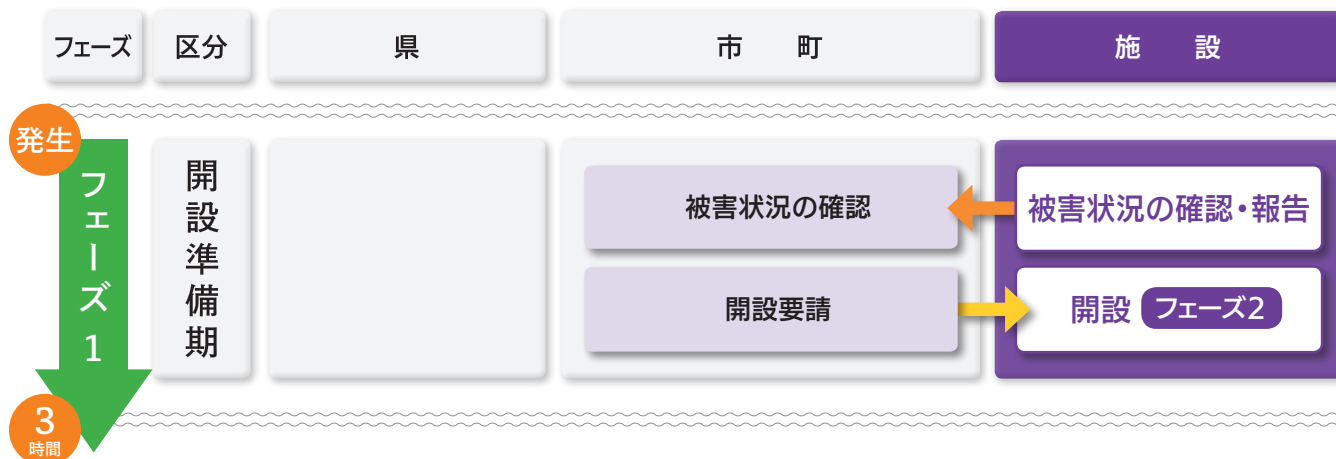 フェーズ
区分
県
市 町
施 設
発生
フェーズ1
開設準備期
被害状況の確認
被害状況の確認・報告
開設要請
開設 フェーズ2
3
時間